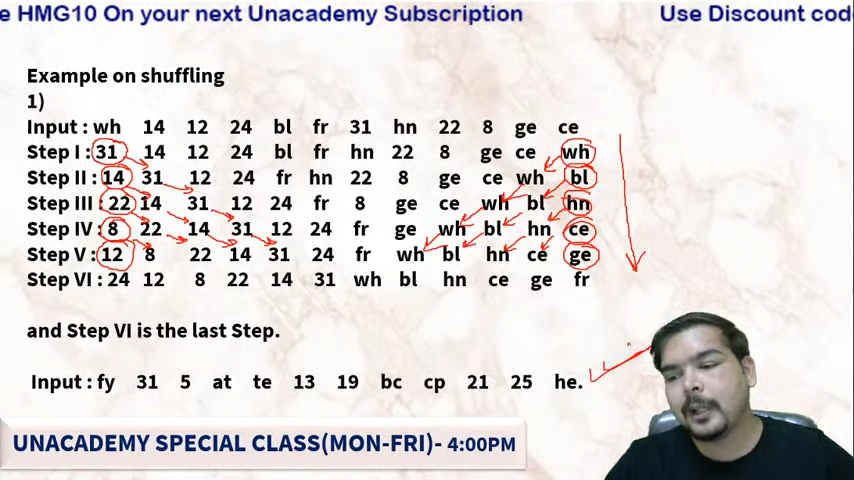 e HMG10 On your next Unacademy Subscription Use Discount cod
Example on shuffling
1)
Input : wh 14 12 24 bl fr 31 hn 22 8 ge ce
Step I : 31 14 12 24 bl fr hn 22 8 ge ce wh
Step II : 14 31 12 24 fr hn 22 8 ge ce wh bl
Step III : 22 14 31 12 24 fr 8 ge ce wh bl hn
Step IV : 8 22 14 31 12 24 fr ge wh bl hn ce
Step V : 12 8 22 14 31 24 fr wh bl hn ce ge
Step VI : 24 12 8 22 14 31 wh bl hn ce ge fr
and Step VI is the last Step.
Input : fy 31 5 at te 13 19 bc cp 21 25 he.
UNACADEMY SPECIAL CLASS(MON-FRI)- 4:00PM